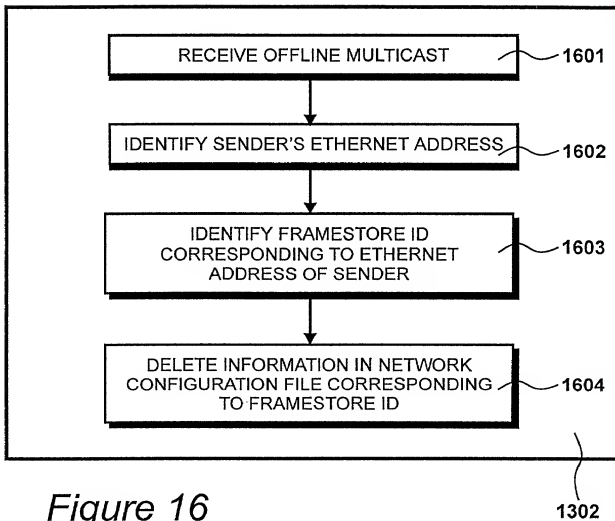 RECEIVE OFFLINE MULTICAST
1601
IDENTIFY SENDER'S ETHERNET ADDRESS
1602
IDENTIFY FRAMESTORE ID
CORRESPONDING TO ETHERNET
ADDRESS OF SENDER
1603
DELETE INFORMATION IN NETWORK
CONFIGURATION FILE CORRESPONDING
TO FRAMESTORE ID
1604
Figure 16
1302